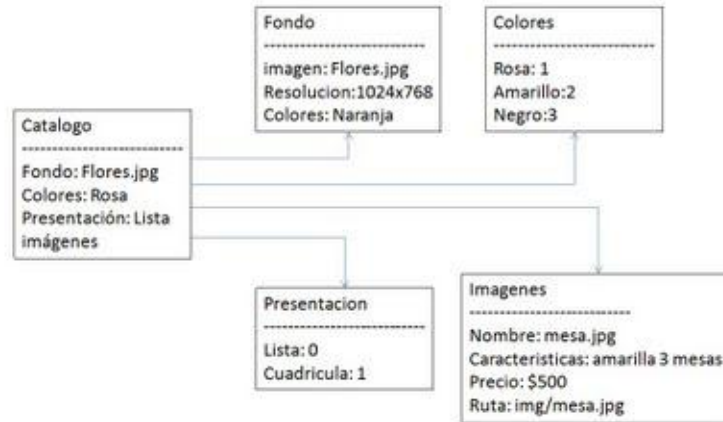 Fondo
----------------------------
imagen: Flores.jpg
Resolucion:1024x768
Colores: Naranja
Colores
----------------------------
Rosa: 1
Amarillo:2
Negro:3
Catalogo
----------------------------
Fondo: Flores.jpg
Colores: Rosa
Presentación: Lista
imágenes
Presentacion
----------------------------
Lista: 0
Cuadricula: 1
Imagenes
----------------------------
Nombre: mesa.jpg
Caracteristicas: amarilla 3 mesas
Precio: $500
Ruta: img/mesa.jpg